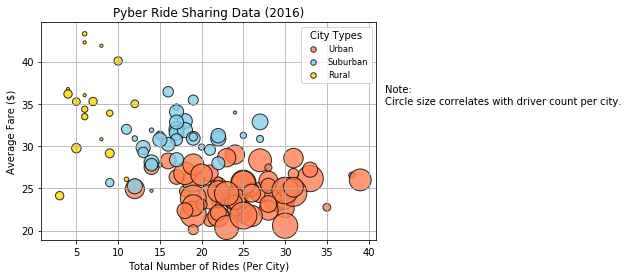 Pyber Ride Sharing Data (2016)
City Types
Urban
Suburban
Rural
40
35
30
25
20
Average Fare ($)
5
10
15
20
25
30
35
40
Total Number of Rides (Per City)
Note:
Circle size correlates with driver count per city.